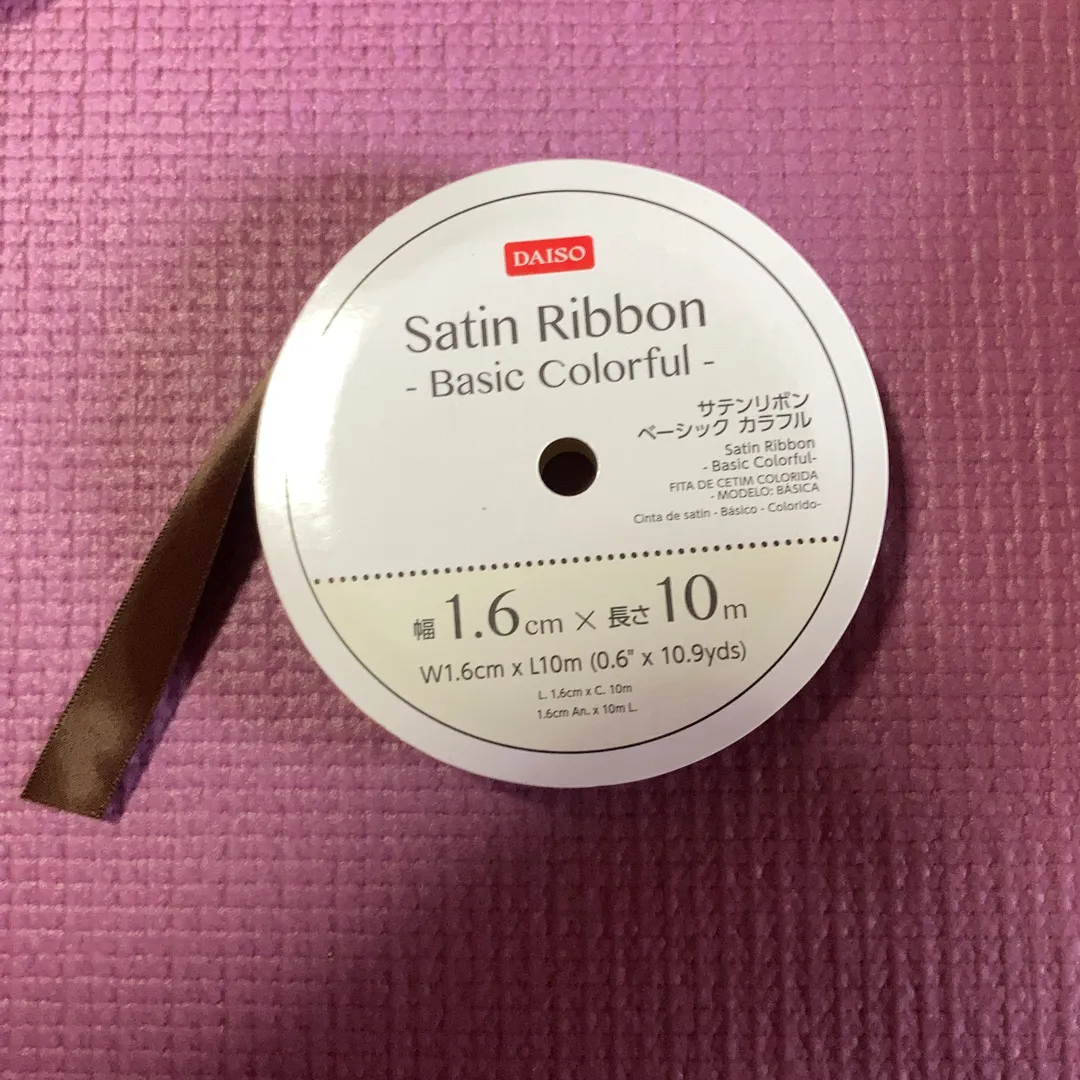 DAISO
Satin Ribbon
- Basic Colorful -
サテンリボン
ベーシック カラフル
Satin Ribbon
- Basic Colorful-
FITA DE CETIM COLORIDA
- MODELO: BÁSICA
Cinta de satin - Básico - Colorido-
幅 1.6cm × 長さ 10m
W1.6cm x L10m (0.6" x 10.9yds)
L. 1,6cm x C. 10m
1.6cm An. x 10m L.